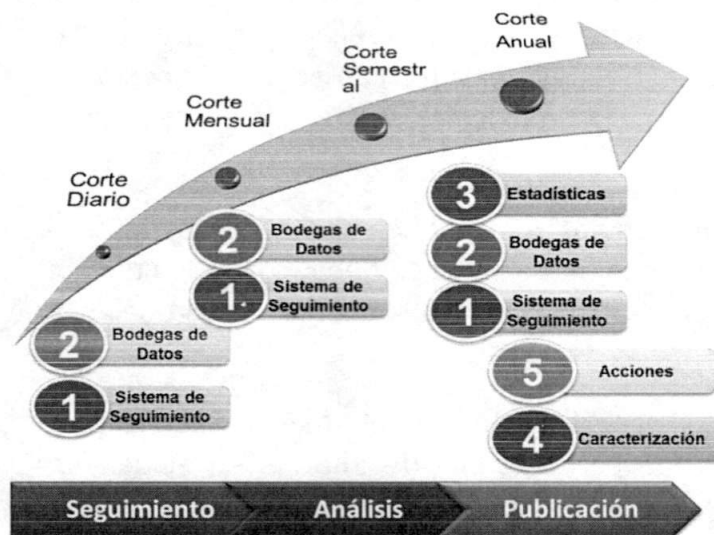 Corte
Anual
Corte
Semestr
al
Corte
Mensual
Corte
Diario
3 Estadísticas
2 Bodegas de
Datos
1 Sistema de
Seguimiento
2 Bodegas de
Datos
1. Sistema de
Seguimiento
2 Bodegas de
Datos
1 Sistema de
Seguimiento
5 Acciones
4 Caracterización
Seguimiento Análisis Publicación